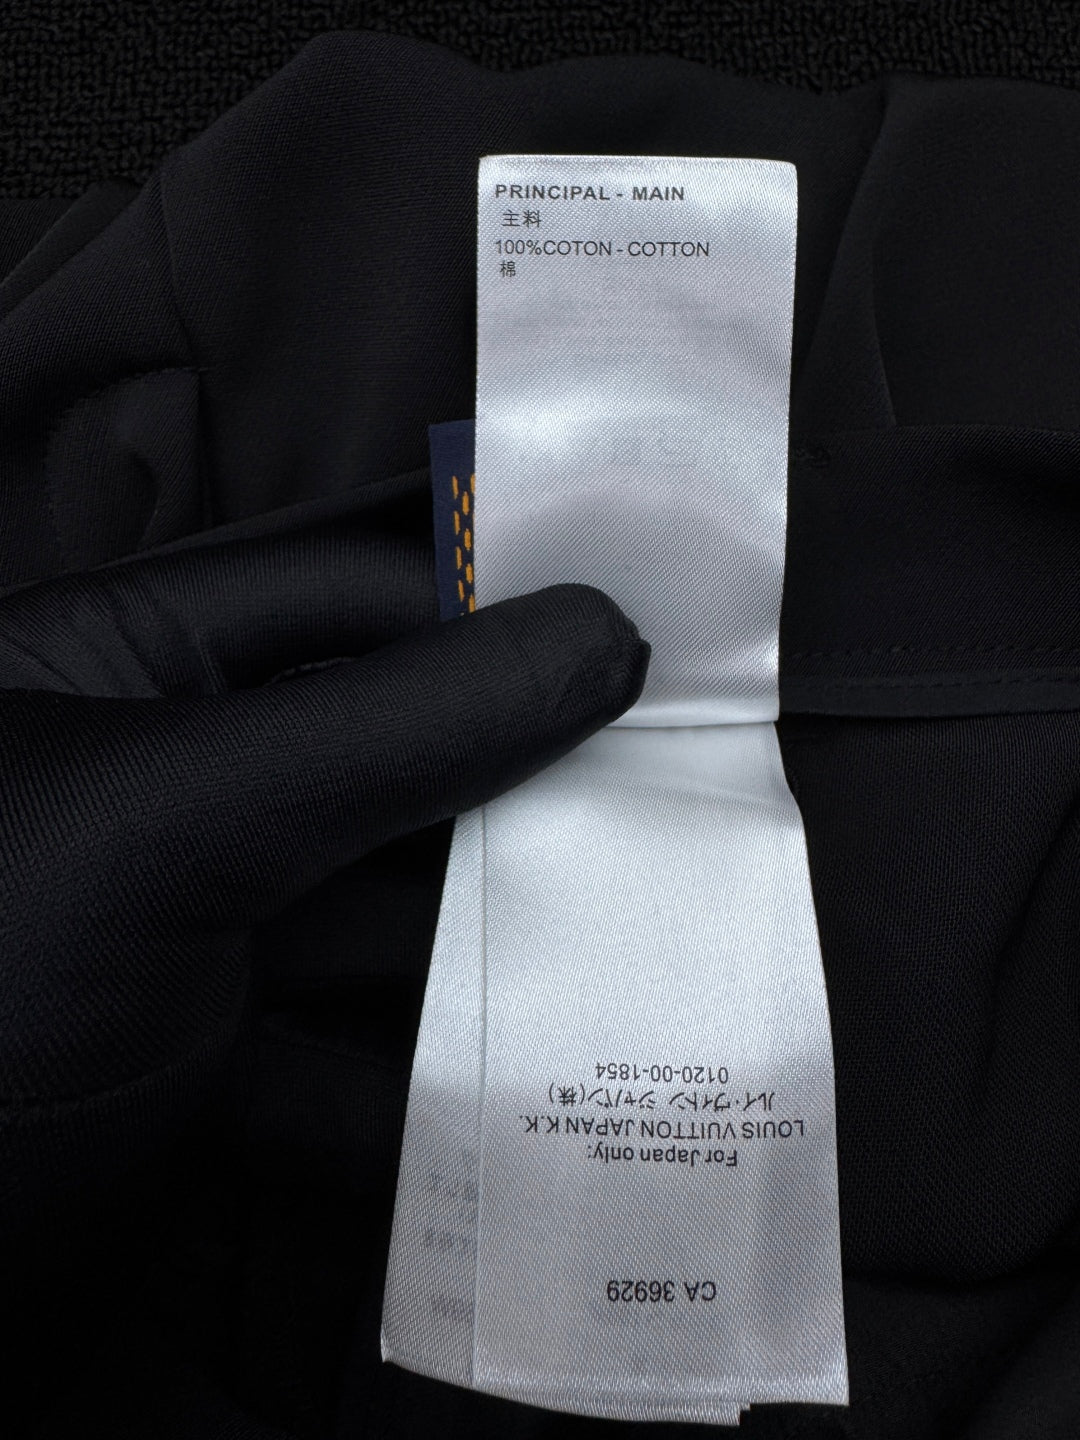 PRINCIPAL - MAIN
主料
100%COTON - COTTON
棉
CA 36929
For Japan only:
LOUIS VUITTON JAPAN K.K.
ルイ・ヴィトン ジャパン(株)
0120-00-1854